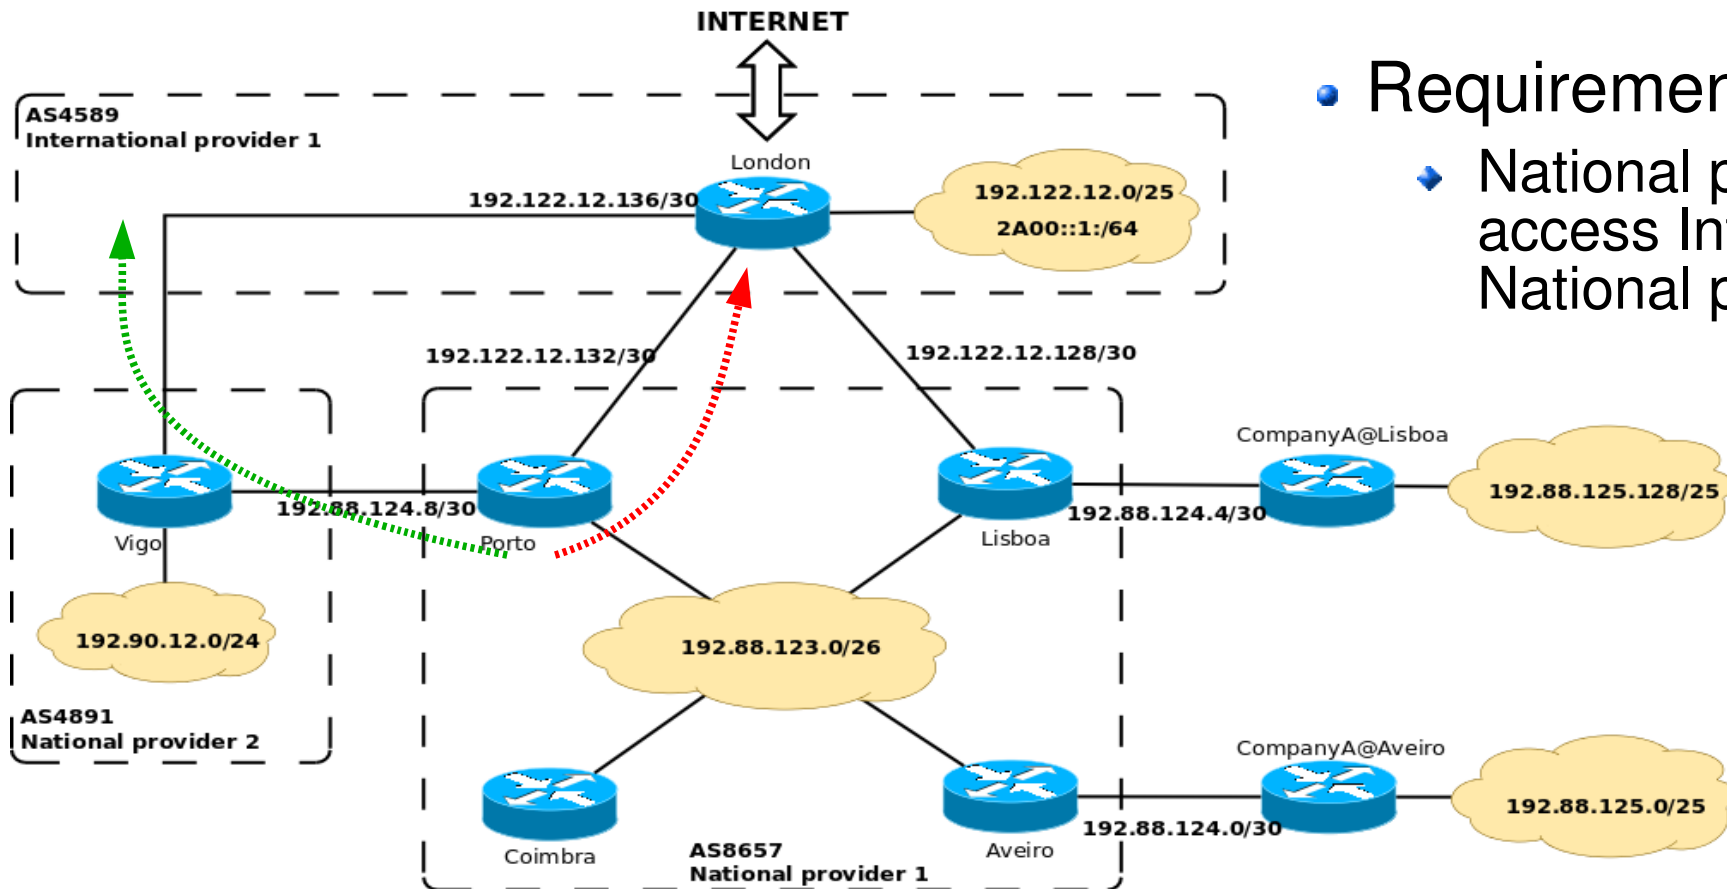 INTERNET
AS4589
International provider 1
London
192.122.12.136/30
192.122.12.0/25
2A00::1:/64
192.122.12.132/30
192.122.12.128/30
CompanyA@Lisboa
192.88.125.128/25
192.88.124.8/30
192.88.124.4/30
Vigo
Porto
Lisboa
192.90.12.0/24
192.88.123.0/26
AS4891
National provider 2
CompanyA@Aveiro
192.88.125.0/25
192.88.124.0/30
Coimbra
Aveiro
AS8657
National provider 1
National
access
National